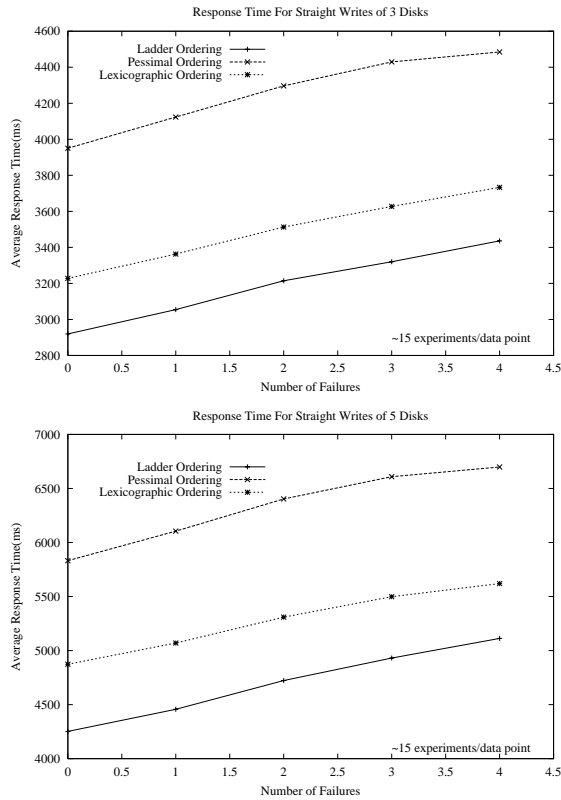 Response Time For Straight Writes of 3 Disks
4600
4400
4200
4000
3800
3600
3400
3200
3000
2800
Average Response Time(ms)
Ladder Ordering
Pessimal Ordering
Lexicographic Ordering
~15 experiments/data point
0 0.5 1 1.5 2 2.5 3 3.5 4 4.5
Number of Failures
Response Time For Straight Writes of 5 Disks
7000
6500
6000
5500
5000
4500
4000
Average Response Time(ms)
Ladder Ordering
Pessimal Ordering
Lexicographic Ordering
~15 experiments/data point
0 0.5 1 1.5 2 2.5 3 3.5 4 4.5
Number of Failures